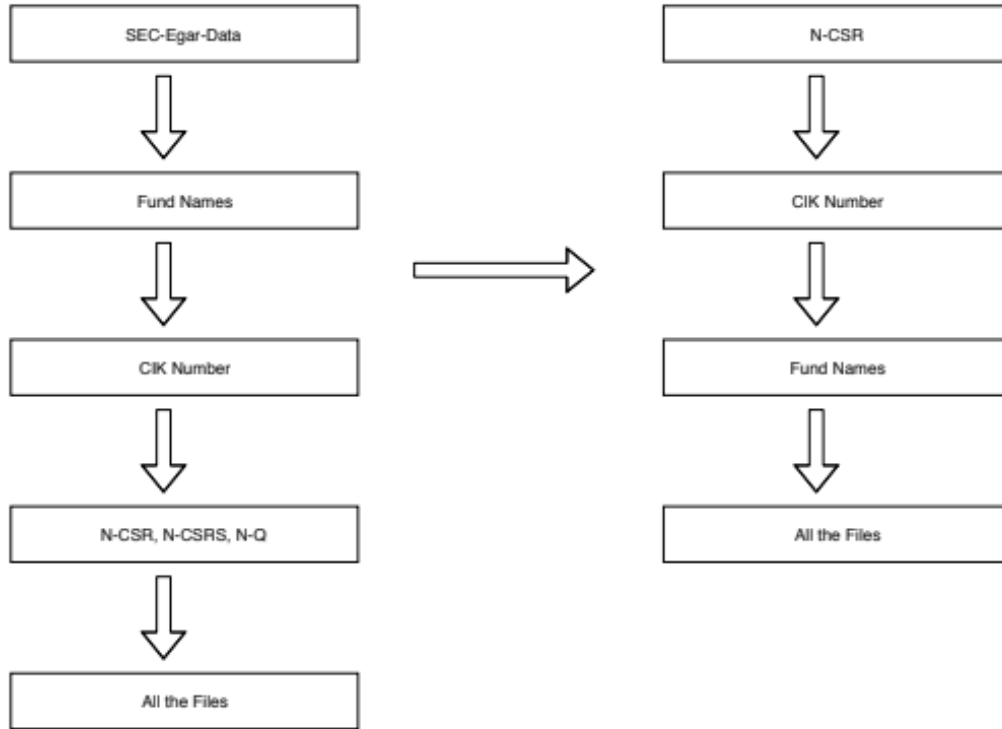 SEC-Egar-Data
Fund Names
CIK Number
N-CSR, N-CSRS, N-Q
All the Files
N-CSR
CIK Number
Fund Names
All the Files